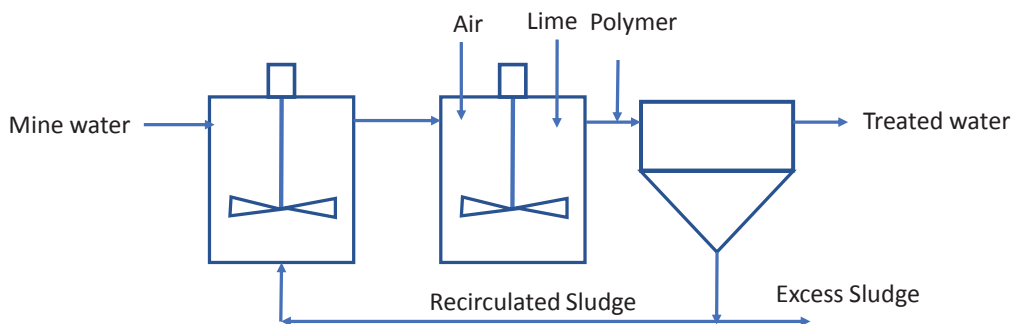 Air
Lime
Polymer
Mine water
Treated water
Recirculated Sludge
Excess Sludge